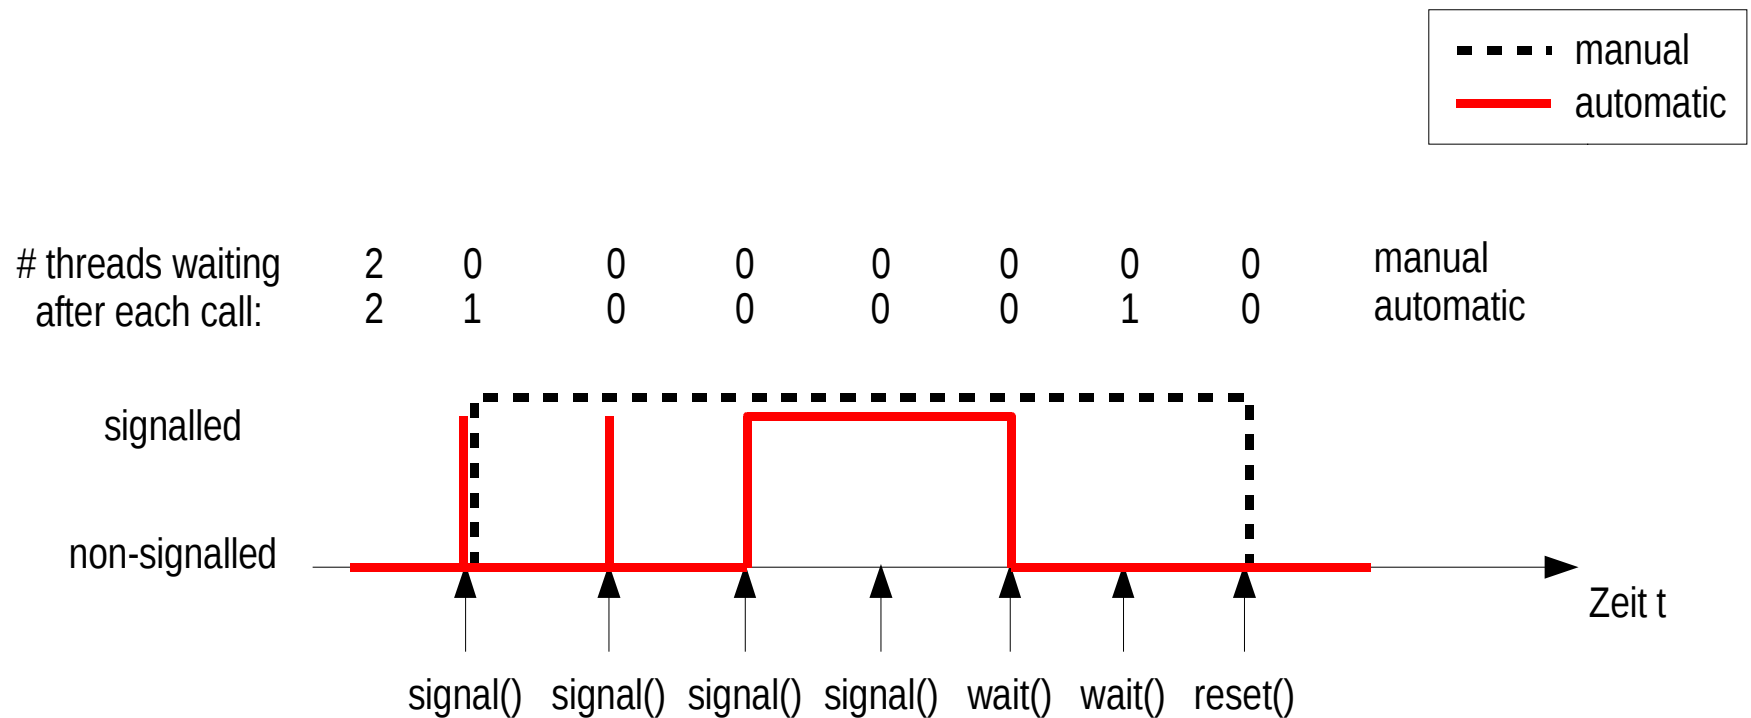 manual
automatic
# threads waiting 2 0 0 0 0 0 0 0 manual
after each call: 2 1 0 0 0 0 1 0 automatic
signalled
non-signalled
Zeit t
signal() signal() signal() signal() wait() wait() reset()